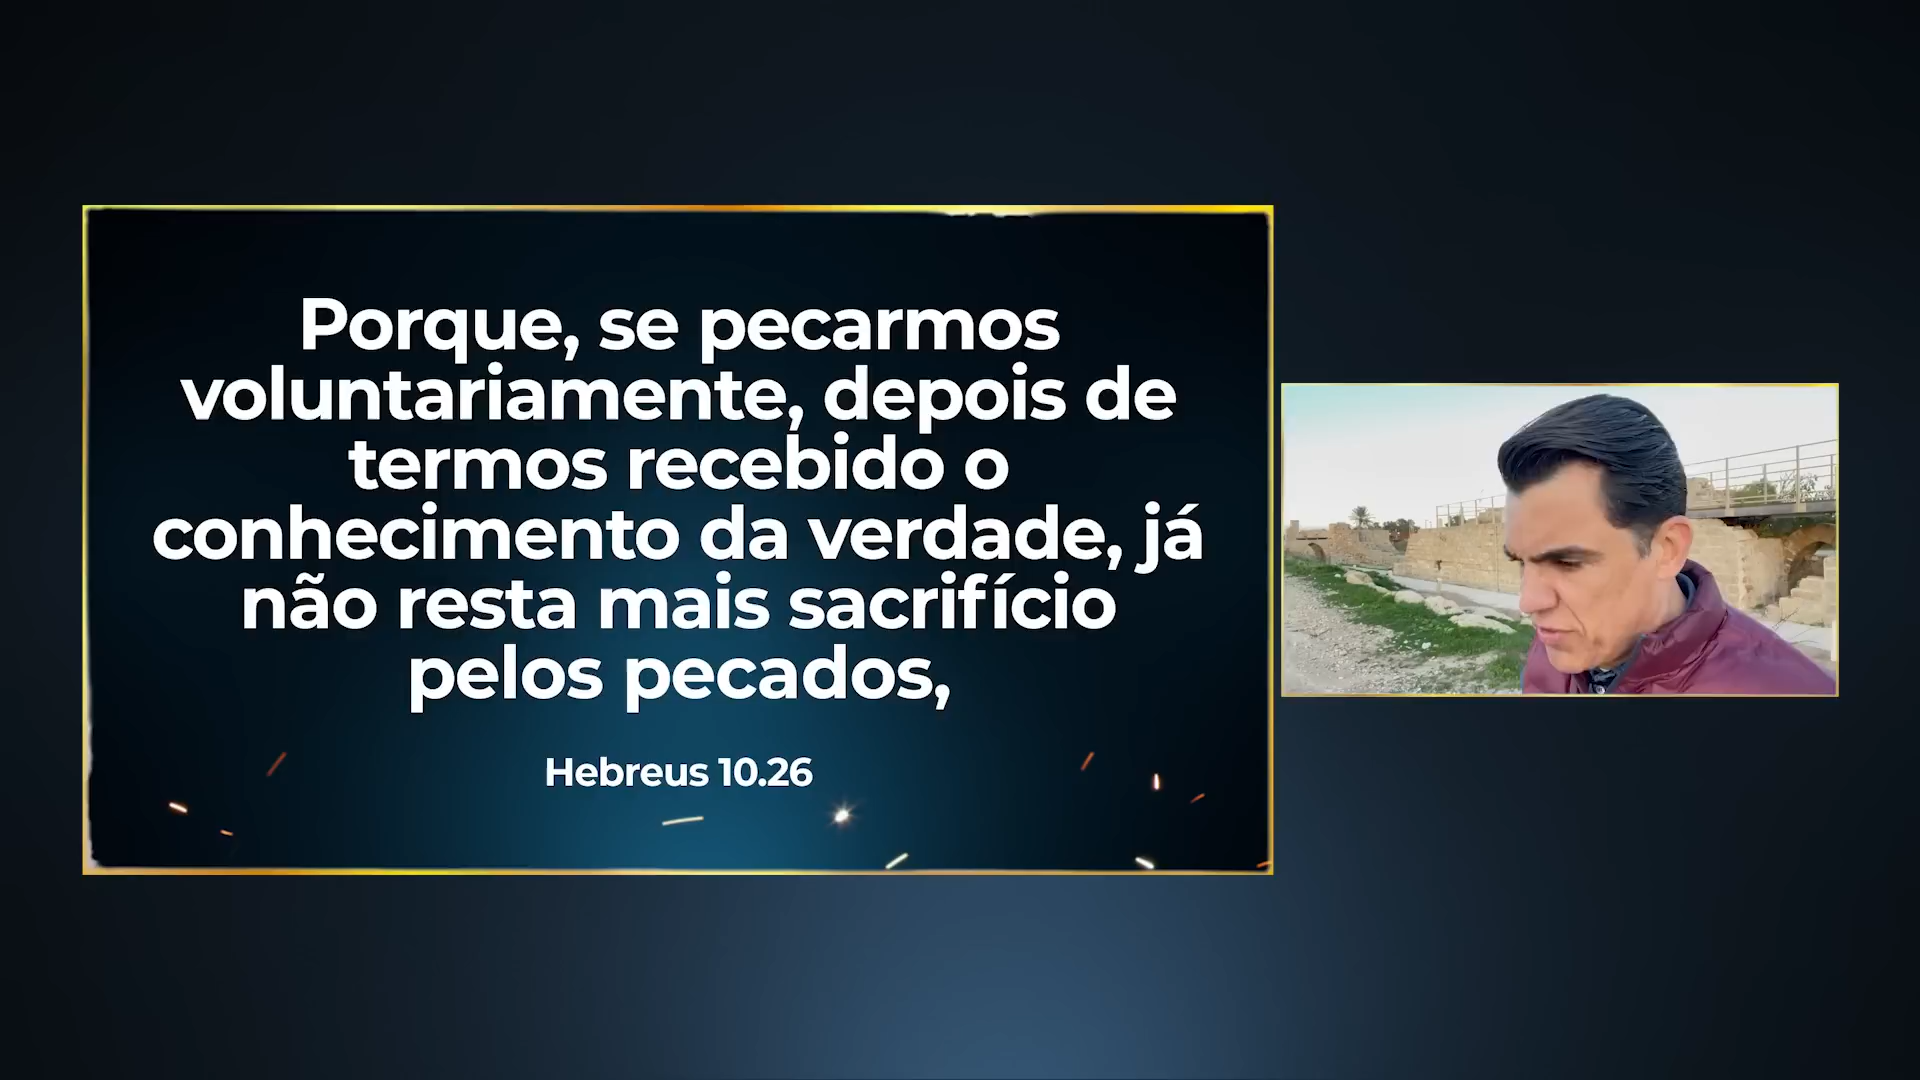 Porque, se pecarmos
voluntariamente, depois de
termos recebido o
conhecimento da verdade, já
não resta mais sacrifício
pelos pecados,
Hebreus 10.26